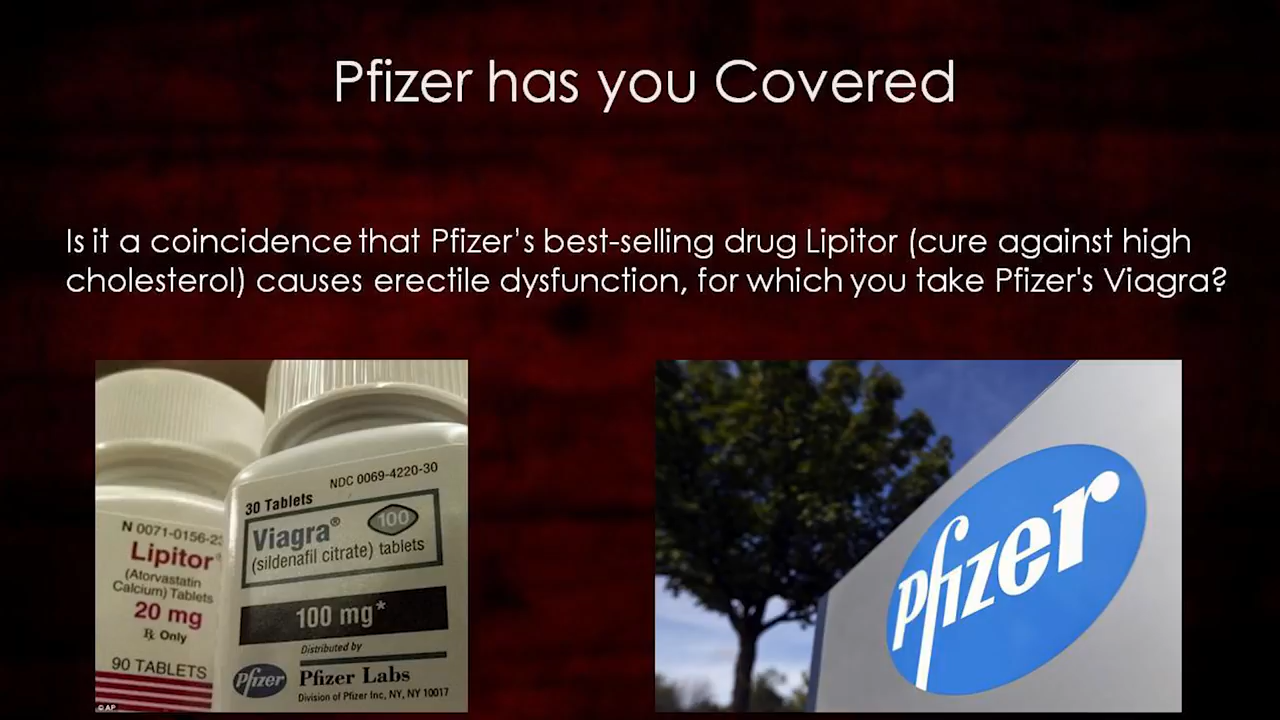 Pfizer has you Covered
Is it a coincidence that Pfizer's best-selling drug Lipitor (cure against high
cholesterol) causes erectile dysfunction, for which you take Pfizer's Viagra?
N 0071-0156-23
Lipitor®
(Atorvastatin
Calcium) Tablets
20 mg
℞ Only
90 TABLETS
© AP
NDC 0069-4220-30
30 Tablets
Viagra® 100
(sildenafil citrate) tablets
100 mg*
Distributed by
Pfizer Pfizer Labs
Division of Pfizer Inc, NY, NY 10017
Pfizer